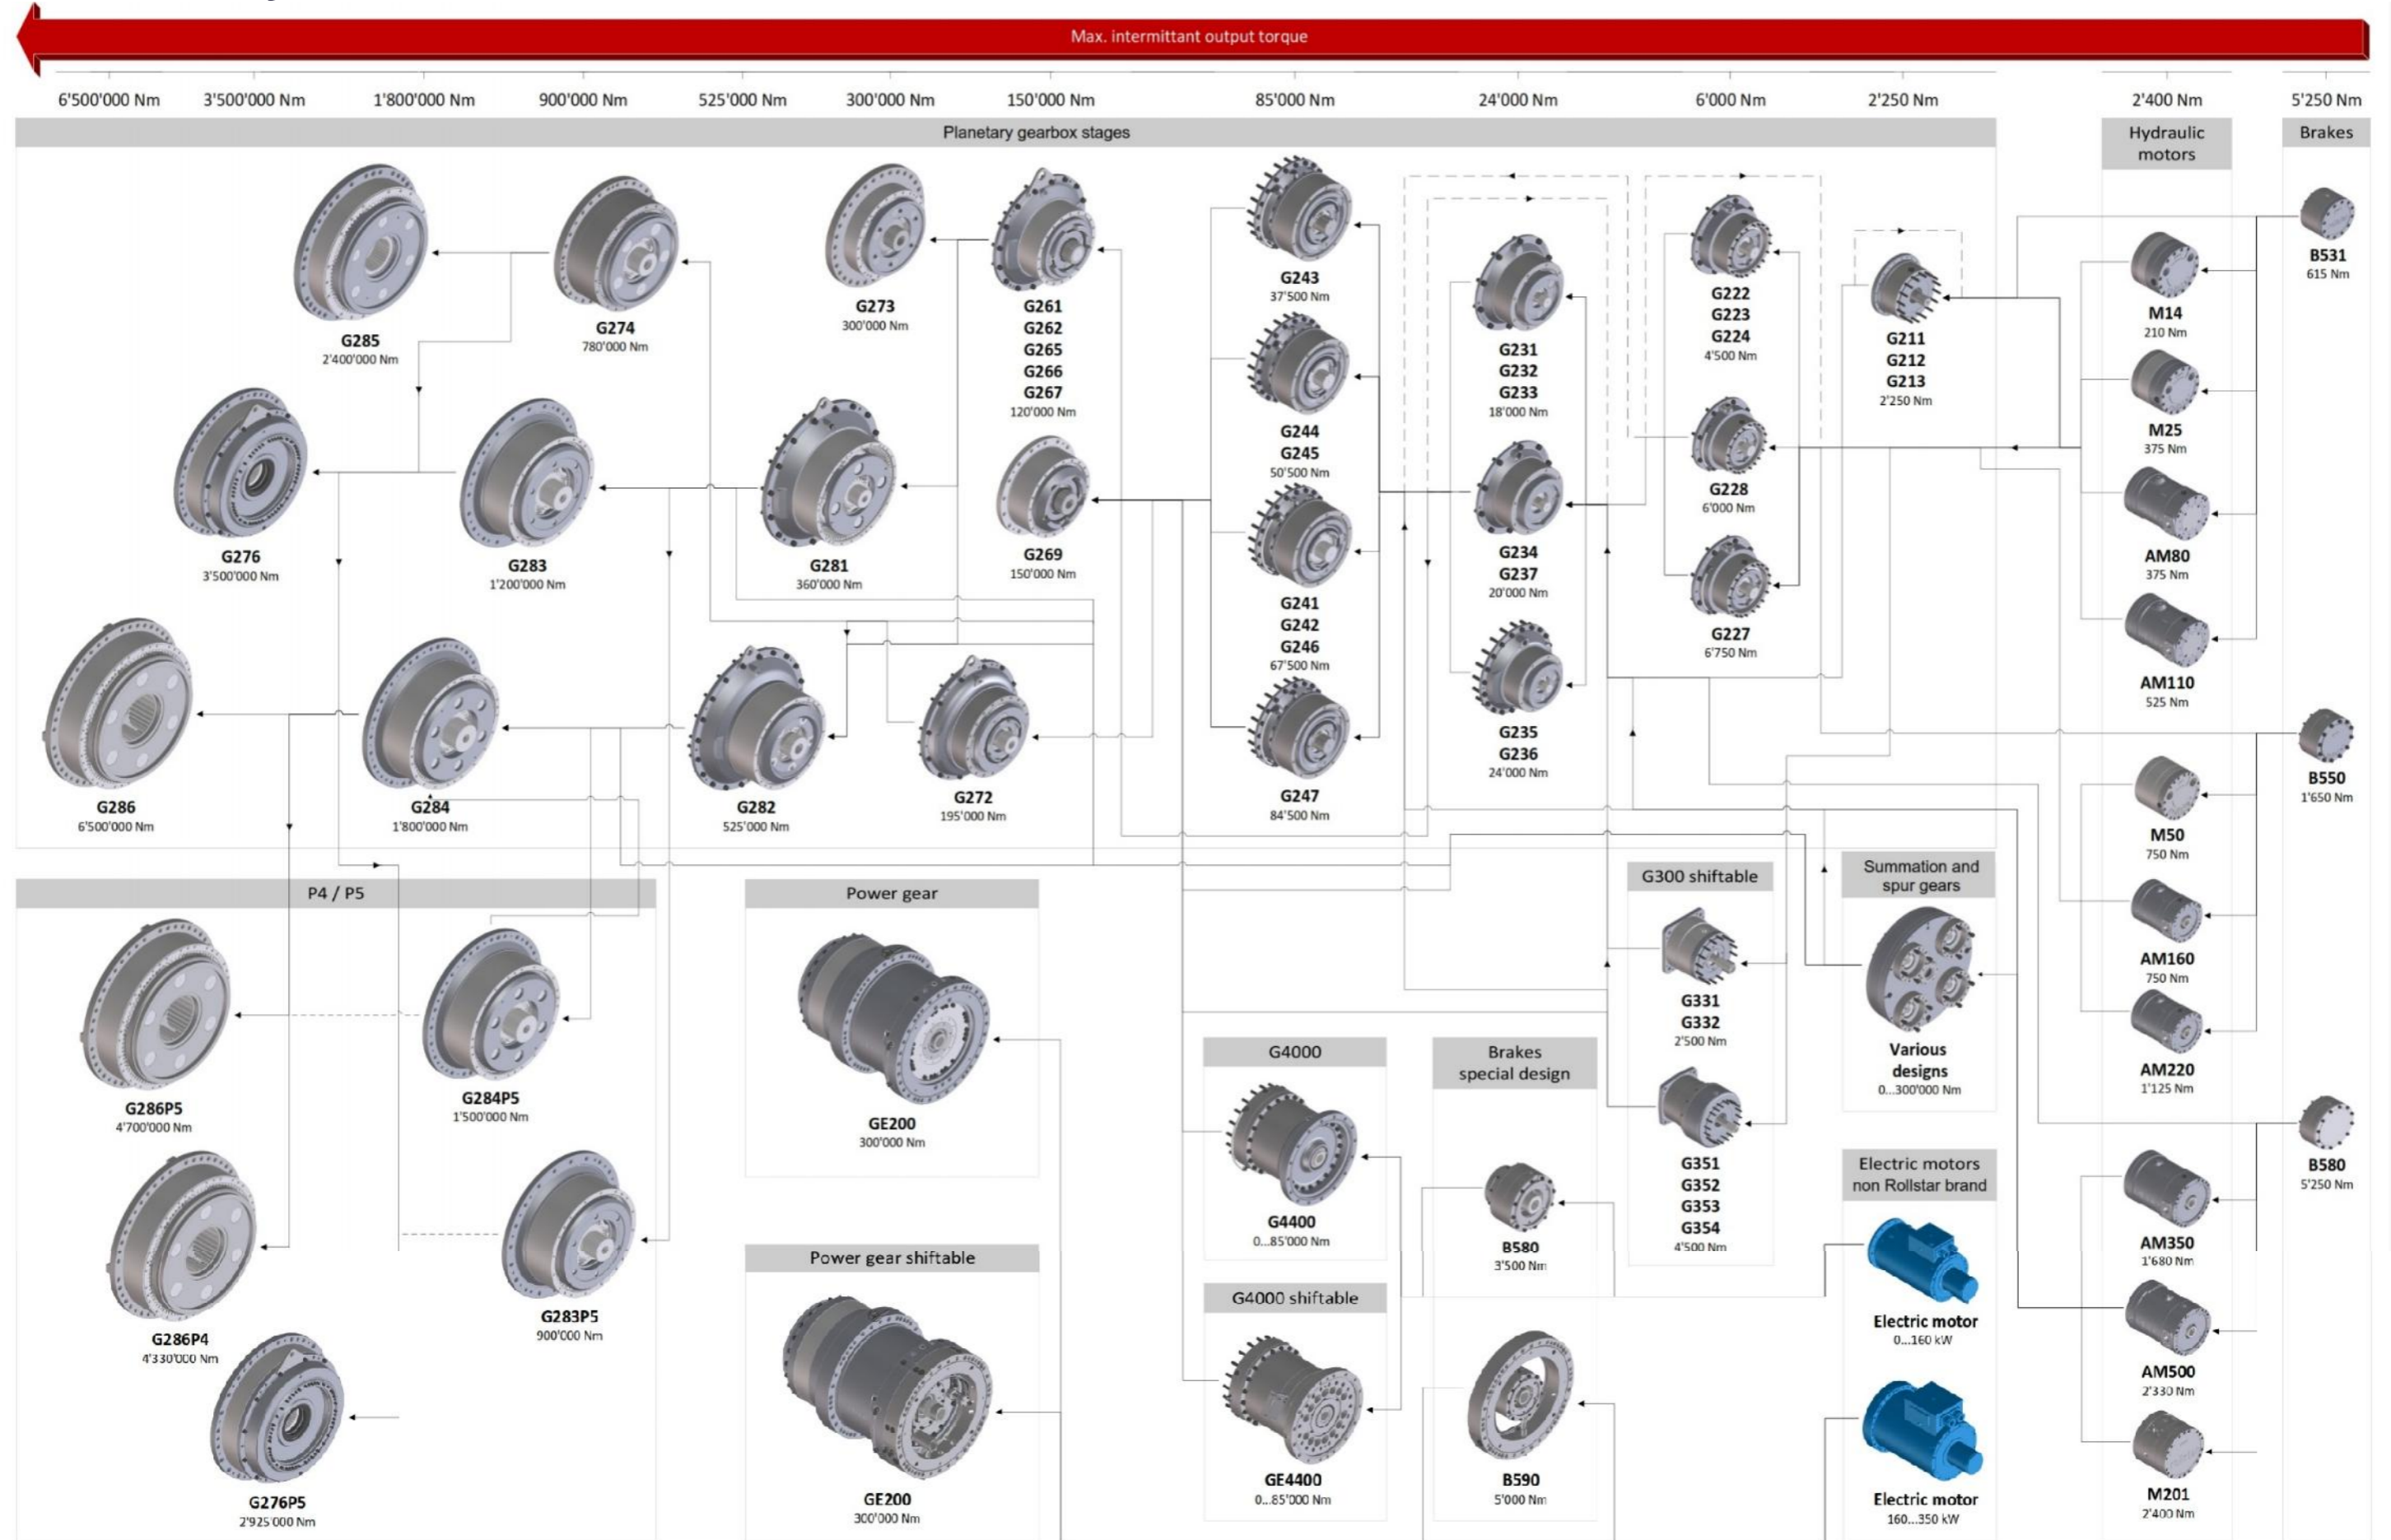 Max. intermittant output torque
6'500'000 Nm
3'500'000 Nm
1'800'000 Nm
900'000 Nm
525'000 Nm
300'000 Nm
150'000 Nm
85'000 Nm
24'000 Nm
6'000 Nm
2'250 Nm
2'400 Nm
5'250 Nm
Planetary gearbox stages
Hydraulic
motors
Brakes
G285
2'400'000 Nm
G274
780'000 Nm
G273
300'000 Nm
G261
G262
G265
G266
G267
120'000 Nm
G243
37'500 Nm
G231
G232
G233
18'000 Nm
G222
G223
G224
4'500 Nm
G211
G212
G213
2'250 Nm
M14
210 Nm
B531
615 Nm
M25
375 Nm
G276
3'500'000 Nm
G283
1'200'000 Nm
G281
360'000 Nm
G269
150'000 Nm
G244
G245
50'500 Nm
G234
G237
20'000 Nm
G228
6'000 Nm
AM80
375 Nm
G241
G242
G246
67'500 Nm
G227
6'750 Nm
AM110
525 Nm
G286
6'500'000 Nm
G284
1'800'000 Nm
G282
525'000 Nm
G272
195'000 Nm
G247
84'500 Nm
G235
G236
24'000 Nm
M50
750 Nm
B550
1'650 Nm
P4 / P5
Power gear
G300 shiftable
Summation and
spur gears
G286P5
4'700'000 Nm
G284P5
1'500'000 Nm
GE200
300'000 Nm
G4000
Brakes
special design
G331
G332
2'500 Nm
Various
designs
0...300'000 Nm
AM160
750 Nm
AM220
1'125 Nm
G4400
0...85'000 Nm
B580
3'500 Nm
G351
G352
G353
G354
4'500 Nm
Electric motors
non Rollstar brand
Electric motor
0...160 kW
AM350
1'680 Nm
B580
5'250 Nm
G286P4
4'330'000 Nm
G283P5
900'000 Nm
Power gear shiftable
G4000 shiftable
AM500
2'330 Nm
G276P5
2'925'000 Nm
GE200
300'000 Nm
GE4400
0...85'000 Nm
B590
5'000 Nm
Electric motor
160...350 kW
M201
2'400 Nm